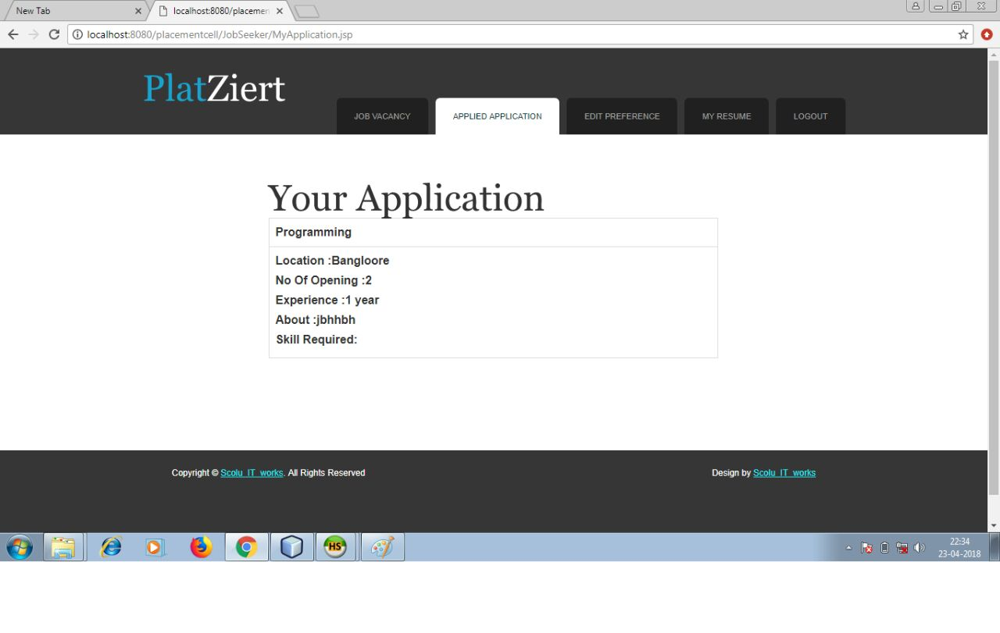 New Tab
localhost:8080/placemen
localhost:8080/placementcell/JobSeeker/MyApplication.jsp
PlatZiert
JOB VACANCY
APPLIED APPLICATION
EDIT PREFERENCE
MY RESUME
LOGOUT
Your Application
Programming
Location :Bangloore
No Of Opening :2
Experience :1 year
About :jbhhbh
Skill Required:
Copyright © Scolu_IT_works. All Rights Reserved
Design by Scolu_IT_works
HS
22:34
23-04-2018